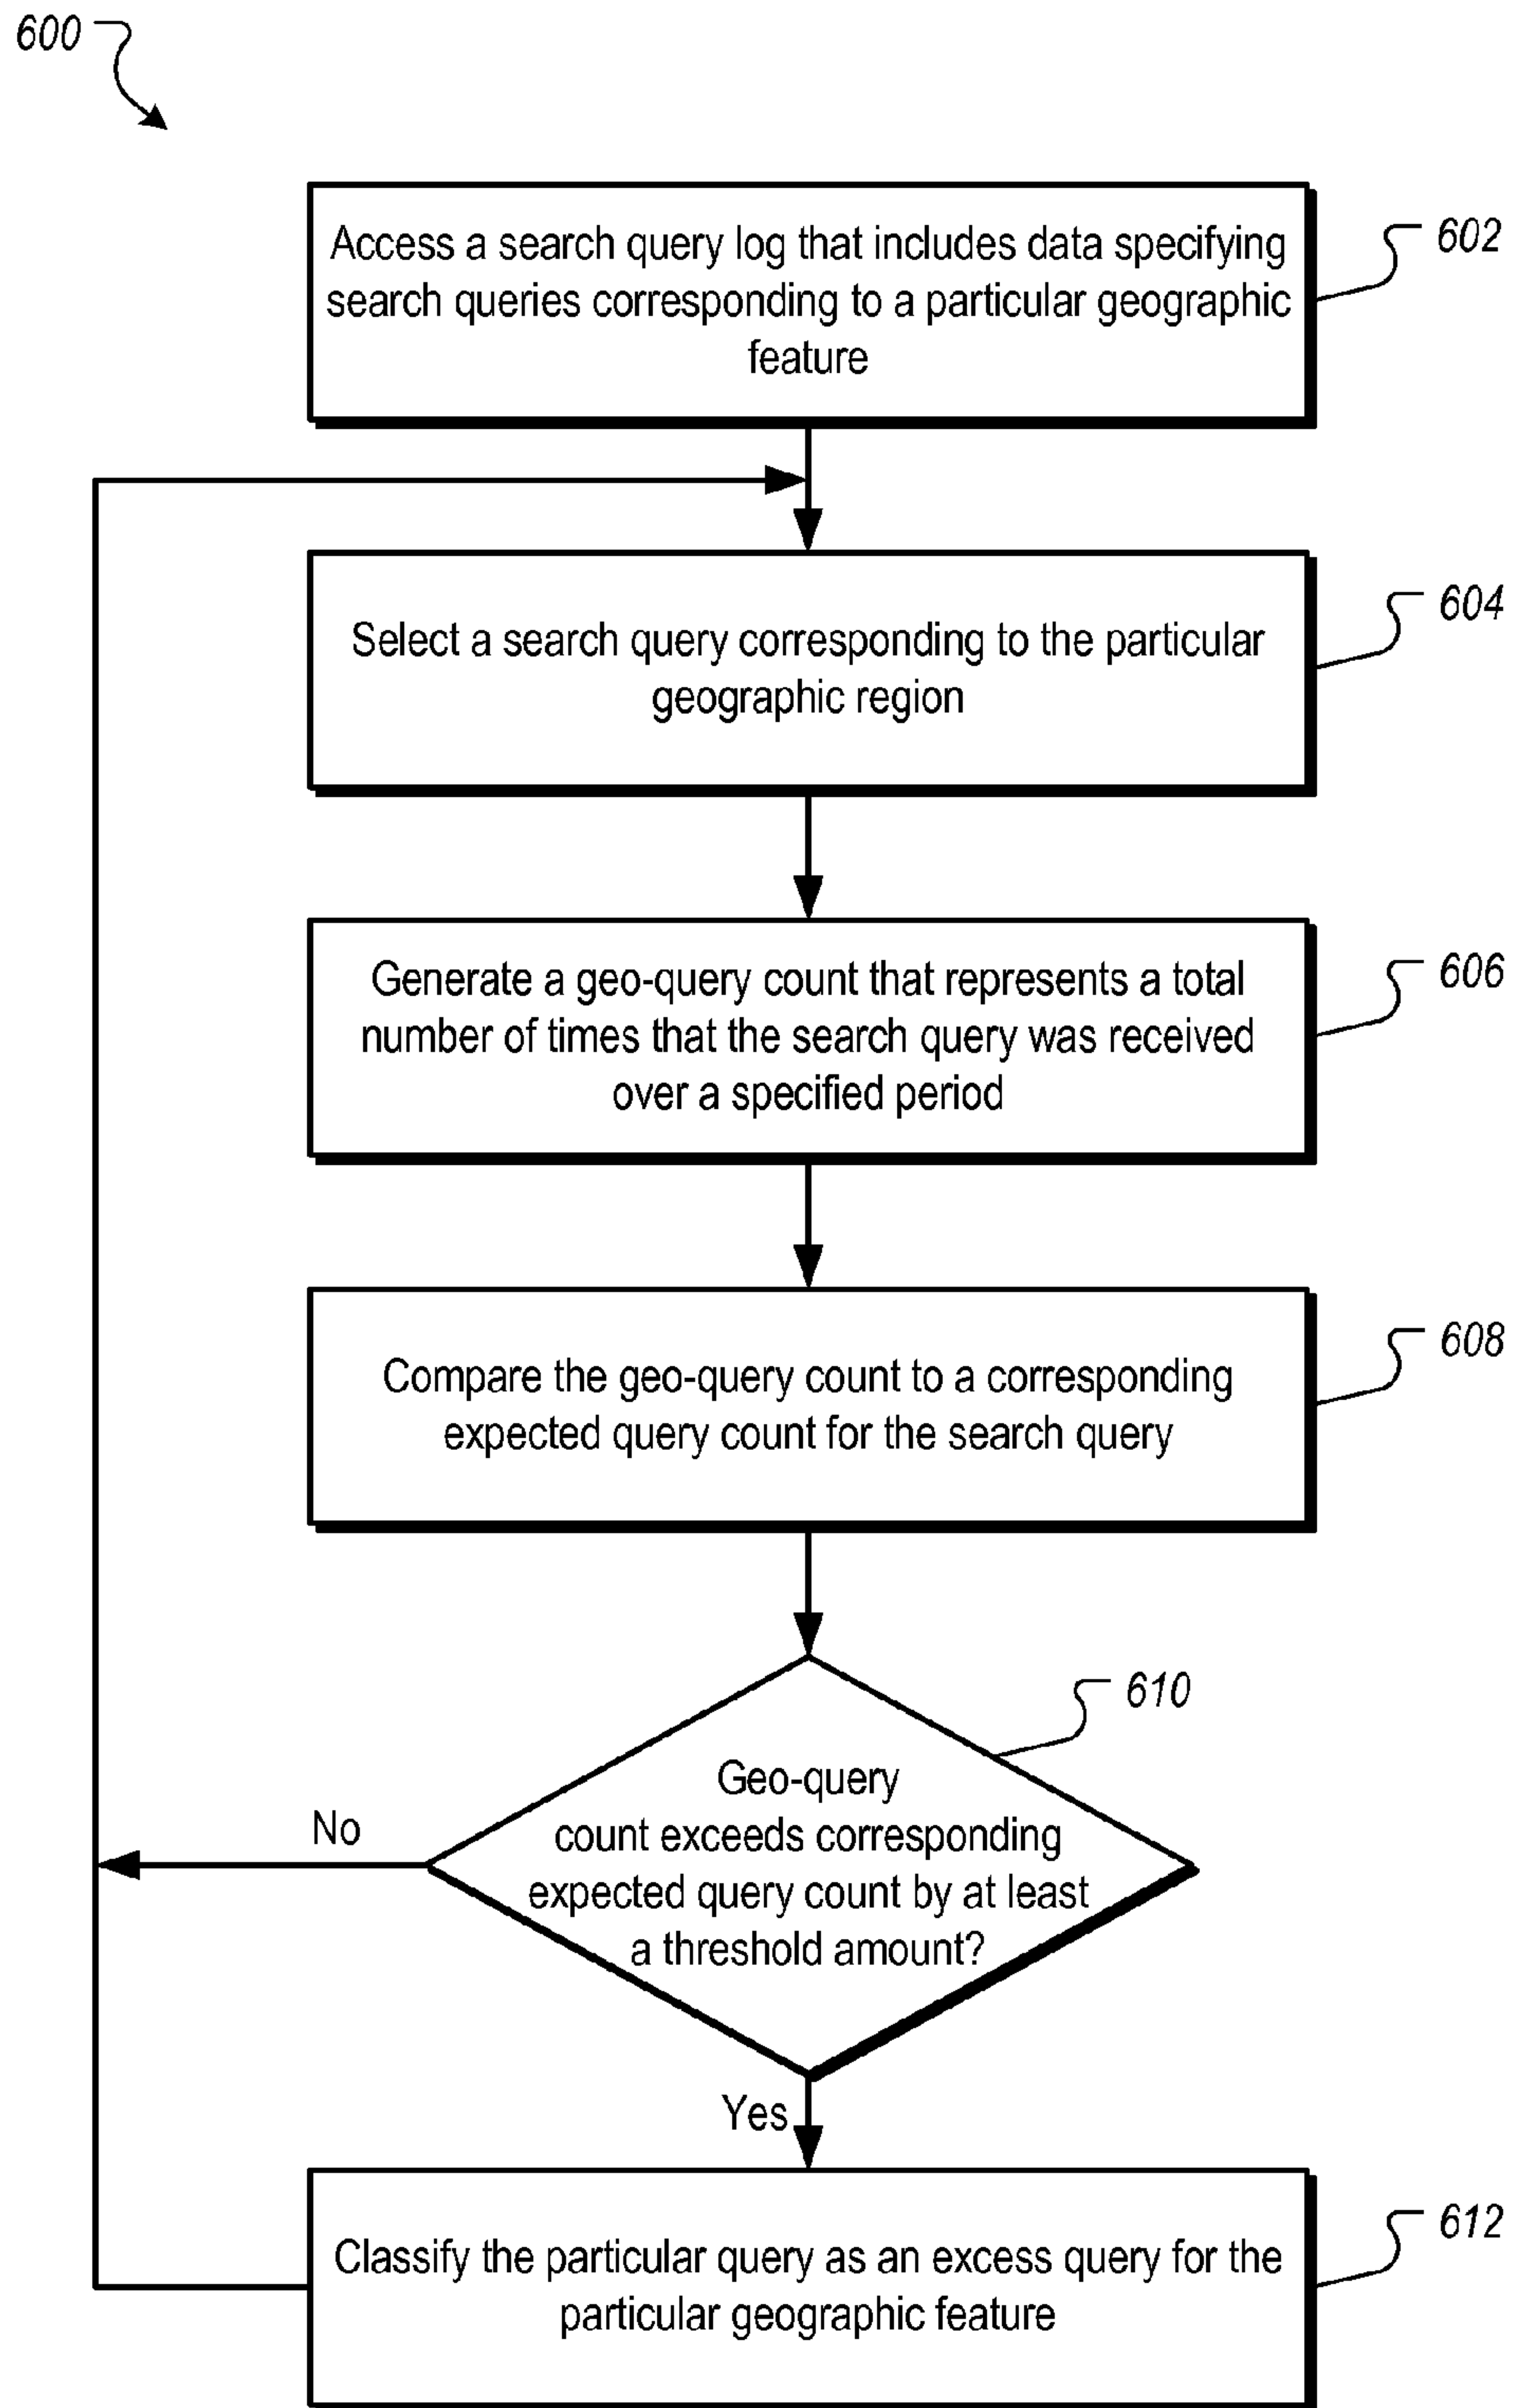 600
Access a search query log that includes data specifying
search queries corresponding to a particular geographic
feature
602
Select a search query corresponding to the particular
geographic region
604
Generate a geo-query count that represents a total
number of times that the search query was received
over a specified period
606
Compare the geo-query count to a corresponding
expected query count for the search query
608
610
Geo-query
count exceeds corresponding
expected query count by at least
a threshold amount?
No
Yes
Classify the particular query as an excess query for the
particular geographic feature
612